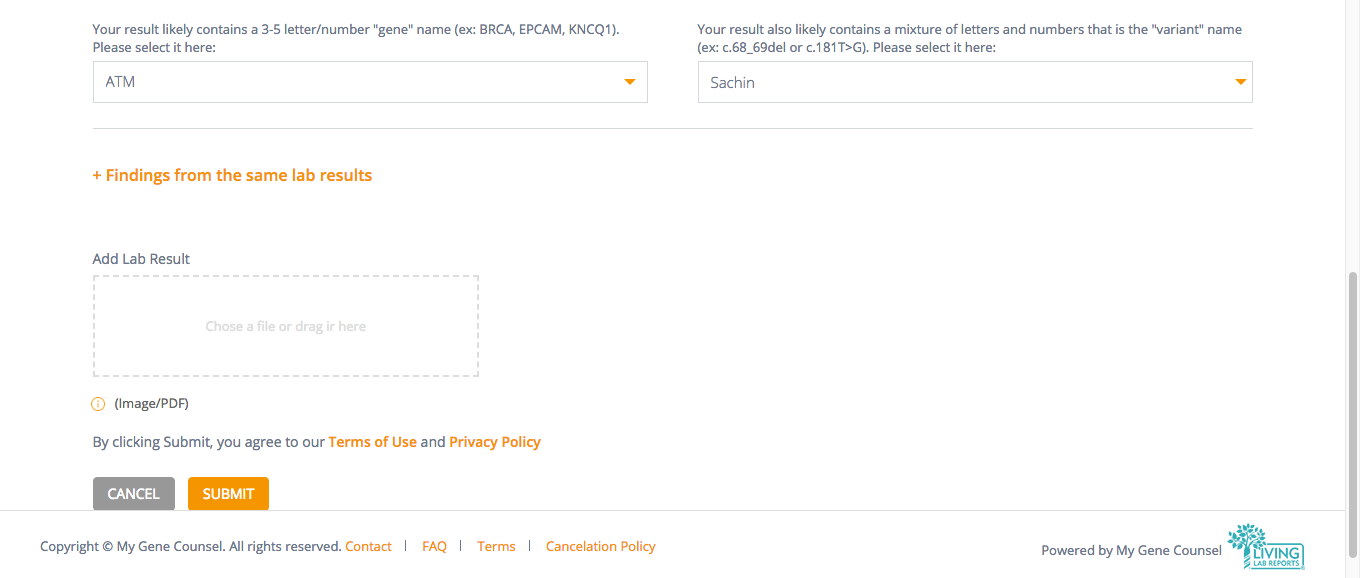 Your result likely contains a 3-5 letter/number "gene" name (ex: BRCA, EPCAM, KNCQ1).
Please select it here:
Your result also likely contains a mixture of letters and numbers that is the "variant" name
(ex: c.68_69del or c.181T>G). Please select it here:
ATM
Sachin
+ Findings from the same lab results
Add Lab Result
Chose a file or drag ir here
(Image/PDF)
By clicking Submit, you agree to our Terms of Use and Privacy Policy
CANCEL
SUBMIT
Copyright © My Gene Counsel. All rights reserved. Contact | FAQ | Terms | Cancelation Policy
Powered by My Gene Counsel
LIVING
LAB REPORTS